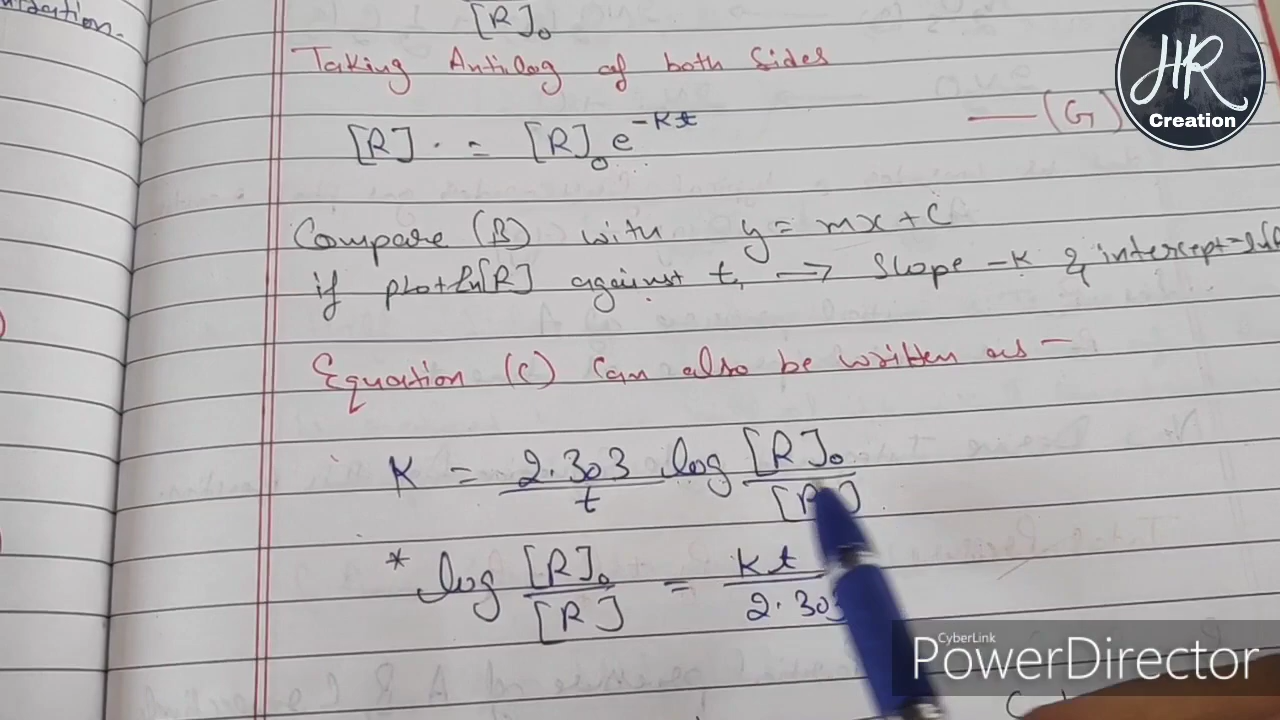 [R]₀
Taking Antilog of both sides
[R] . = [R]₀ e^-Kt —(G)
HR
Creation
Compare (B) with y = mx + C
if plot ln[R] against t, → Slope -K & intercept =
Equation (C) can also be written as -
K = 2.303/t log [R]₀/[R]
* log [R]₀/[R] = Kt/2.303
CyberLink
PowerDirector